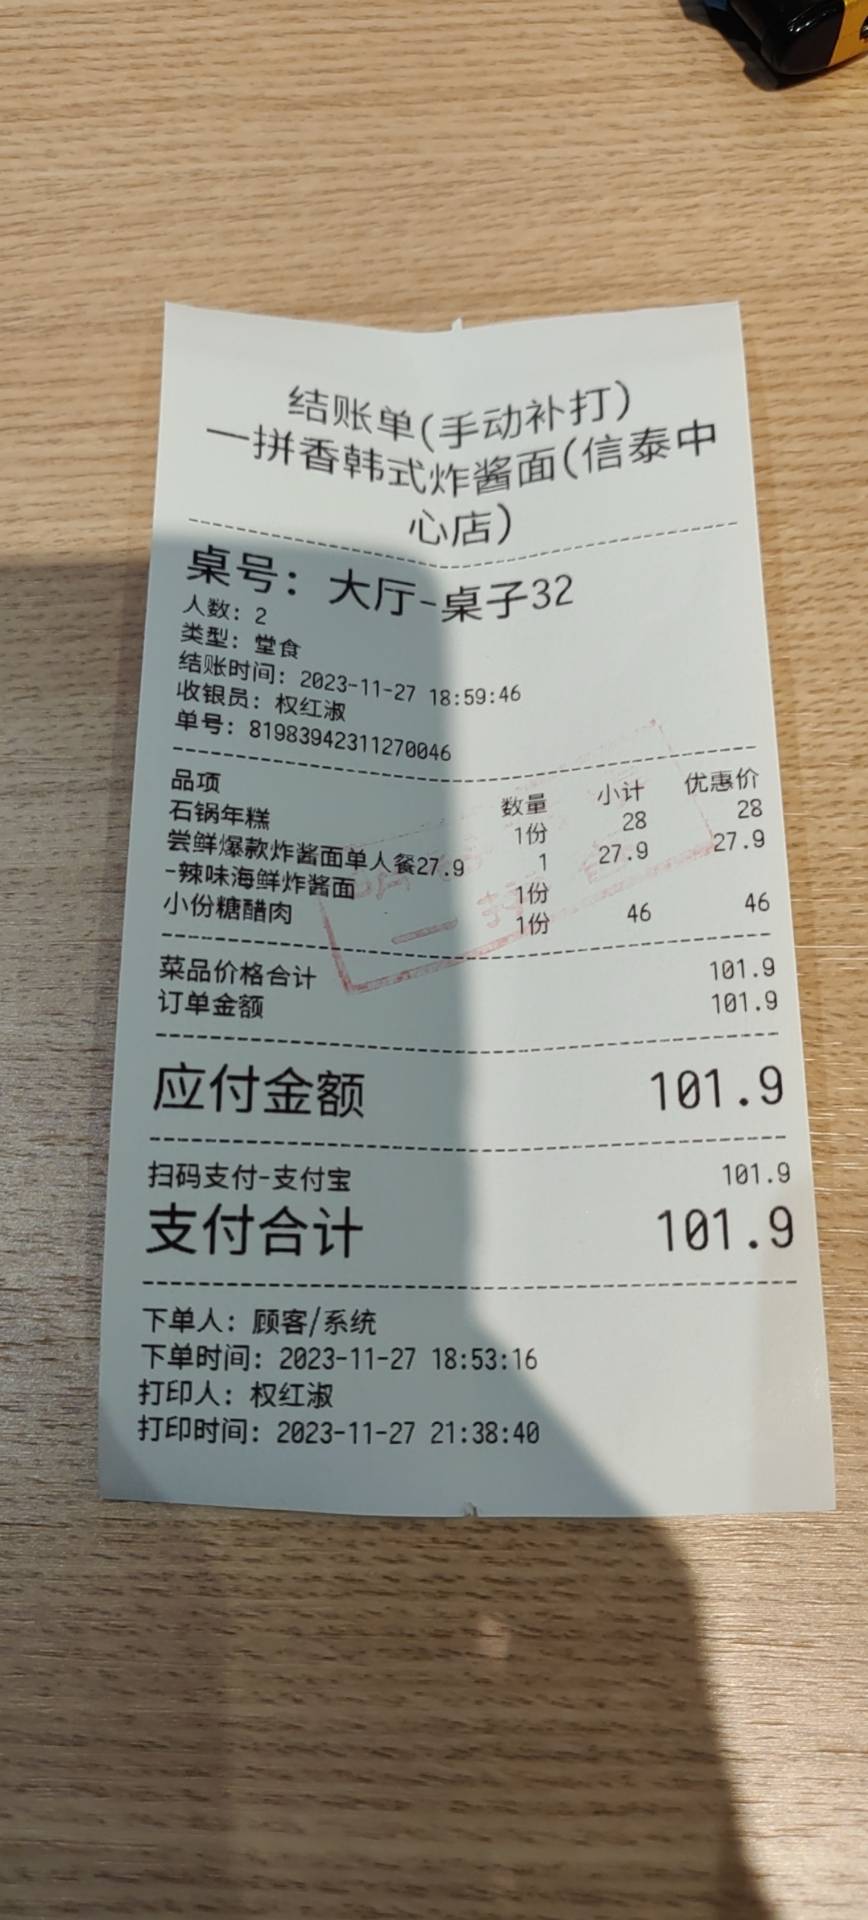 结账单(手动补打)
一拼香韩式炸酱面(信泰中
心店)
桌号：大厅-桌子32
人数：2
类型：堂食
结账时间：2023-11-27 18:59:46
收银员：权红淑
单号：81983942311270046
品项 数量 小计 优惠价
石锅年糕 1份 28 28
尝鲜爆款炸酱面单人餐27.9 1 27.9 27.9
-辣味海鲜炸酱面 1份
小份糖醋肉 1份 46 46
菜品价格合计 101.9
订单金额 101.9
应付金额 101.9
扫码支付-支付宝 101.9
支付合计 101.9
下单人：顾客/系统
下单时间：2023-11-27 18:53:16
打印人：权红淑
打印时间：2023-11-27 21:38:40